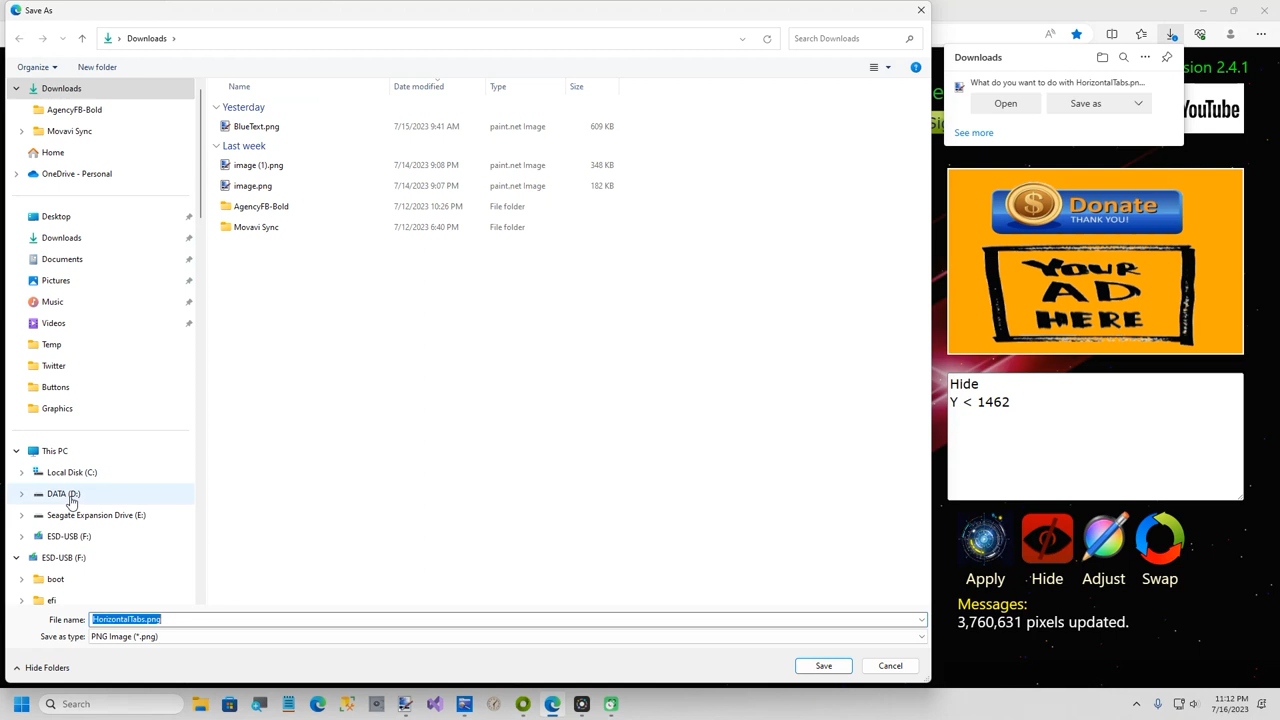 Save As
Downloads
Search Downloads
Organize
New folder
Downloads
AgencyFB-Bold
Movavi Sync
Home
OneDrive - Personal
Desktop
Downloads
Documents
Pictures
Music
Videos
Temp
Twitter
Buttons
Graphics
This PC
Local Disk (C:)
DATA (D:)
Seagate Expansion Drive (E:)
ESD-USB (F:)
ESD-USB (F:)
boot
efi
Name Date modified Type Size
Yesterday
BlueText.png 7/15/2023 9:41 AM paint.net Image 609 KB
Last week
image (1).png 7/14/2023 9:08 PM paint.net Image 348 KB
image.png 7/14/2023 9:07 PM paint.net Image 182 KB
AgencyFB-Bold 7/12/2023 10:26 PM File folder
Movavi Sync 7/12/2023 6:40 PM File folder
File name: HorizontalTabs.png
Save as type: PNG Image (*.png)
Hide Folders
Save
Cancel
Downloads
What do you want to do with HorizontalTabs.pn...
Open
Save as
See more
sion 2.4.1
YouTube
Donate
THANK YOU!
YOUR
AD
HERE
Hide
Y < 1462
Apply Hide Adjust Swap
Messages:
3,760,631 pixels updated.
Search
11:12 PM
7/16/2023